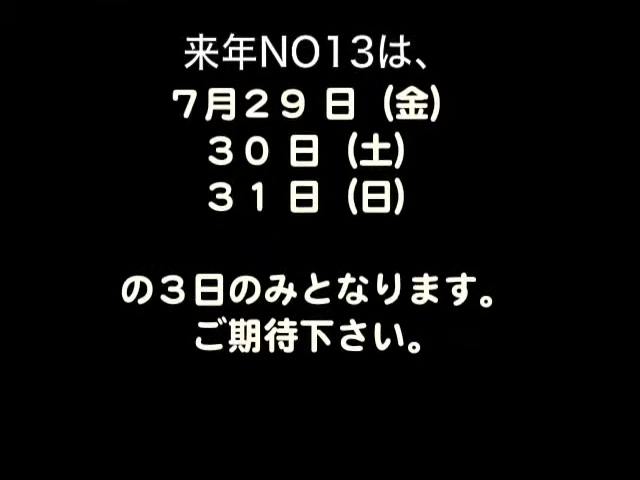 来年NO13は、
７月２９日（金）
３０日（土）
３１日（日）
の３日のみとなります。
ご期待下さい。